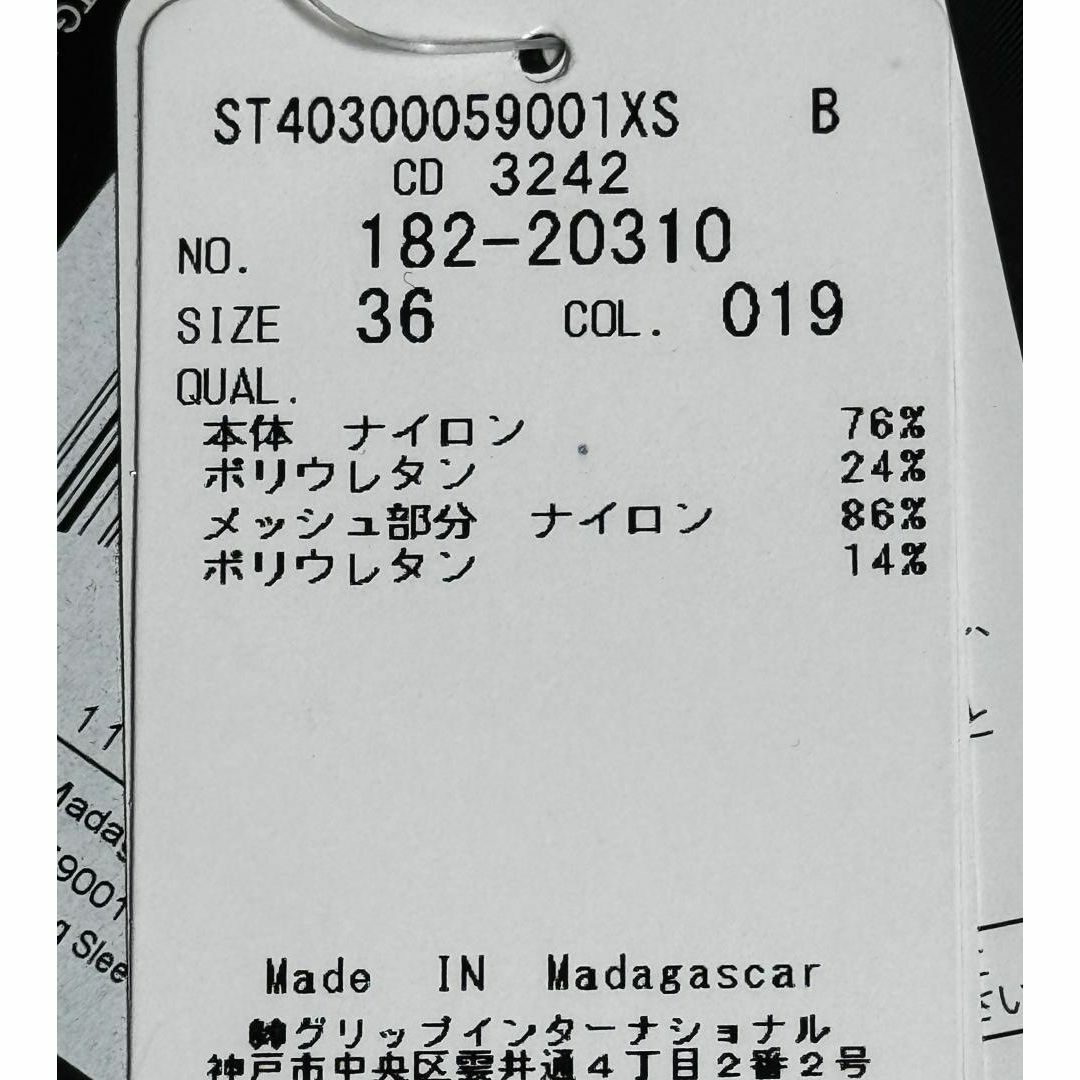 ST40300059001XS B
CD 3242
NO. 182-20310
SIZE 36 COL. 019
QUAL.
本体 ナイロン 76%
ポリウレタン 24%
メッシュ部分 ナイロン 86%
ポリウレタン 14%
Made IN Madagascar
㈱グリップインターナショナル
神戸市中央区雲井通4丁目2番2号
11
9001